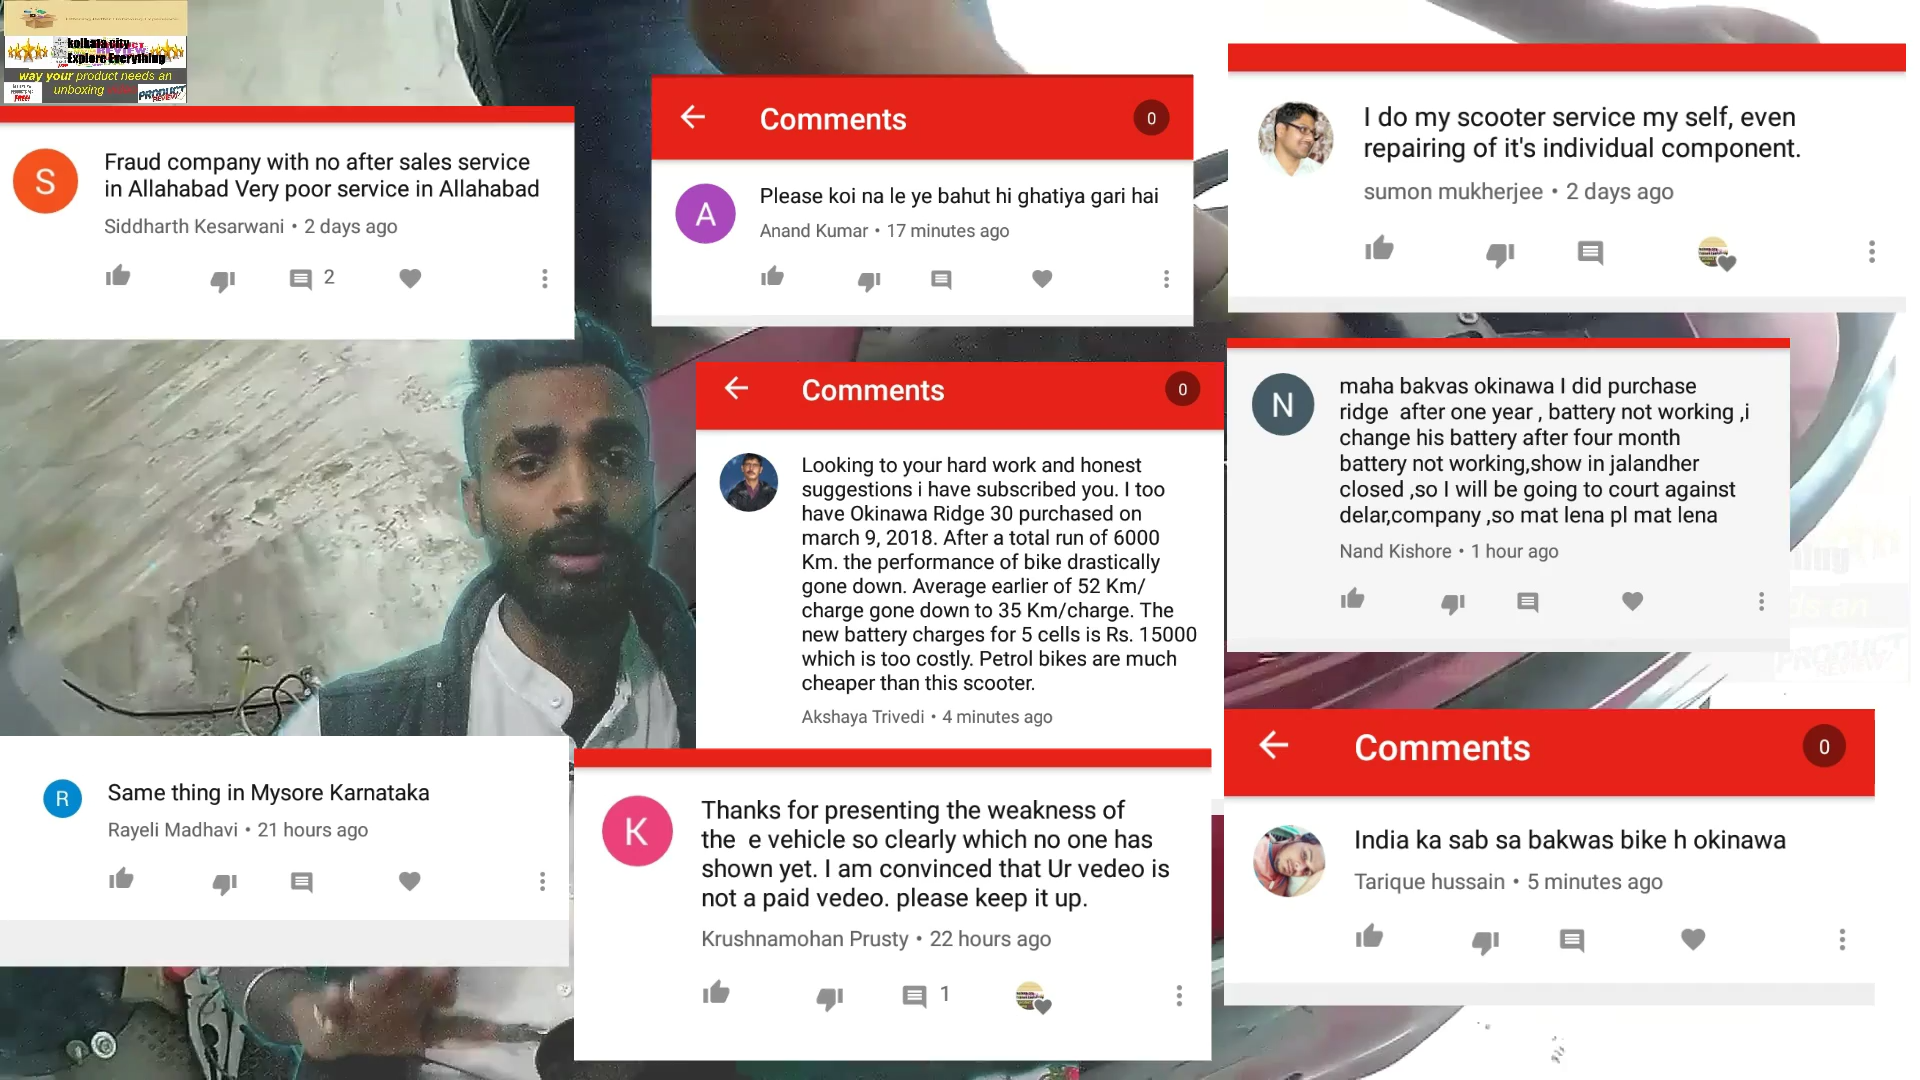 kolkata city
Explore Everything
way your product needs an
unboxing
PRODUCT
REVIEW
Fraud company with no after sales service
in Allahabad Very poor service in Allahabad
S
Siddharth Kesarwani • 2 days ago
2
Comments
0
Please koi na le ye bahut hi ghatiya gari hai
A
Anand Kumar • 17 minutes ago
I do my scooter service my self, even
repairing of it's individual component.
sumon mukherjee • 2 days ago
Comments
0
Looking to your hard work and honest
suggestions i have subscribed you. I too
have Okinawa Ridge 30 purchased on
march 9, 2018. After a total run of 6000
Km. the performance of bike drastically
gone down. Average earlier of 52 Km/
charge gone down to 35 Km/charge. The
new battery charges for 5 cells is Rs. 15000
which is too costly. Petrol bikes are much
cheaper than this scooter.
Akshaya Trivedi • 4 minutes ago
maha bakvas okinawa I did purchase
N
ridge after one year , battery not working ,i
change his battery after four month
battery not working,show in jalandher
closed ,so I will be going to court against
delar,company ,so mat lena pl mat lena
Nand Kishore • 1 hour ago
R
Same thing in Mysore Karnataka
Rayeli Madhavi • 21 hours ago
Thanks for presenting the weakness of
K
the e vehicle so clearly which no one has
shown yet. I am convinced that Ur vedeo is
not a paid vedeo. please keep it up.
Krushnamohan Prusty • 22 hours ago
1
Comments
0
India ka sab sa bakwas bike h okinawa
Tarique hussain • 5 minutes ago
PRODUCT
REVIEW